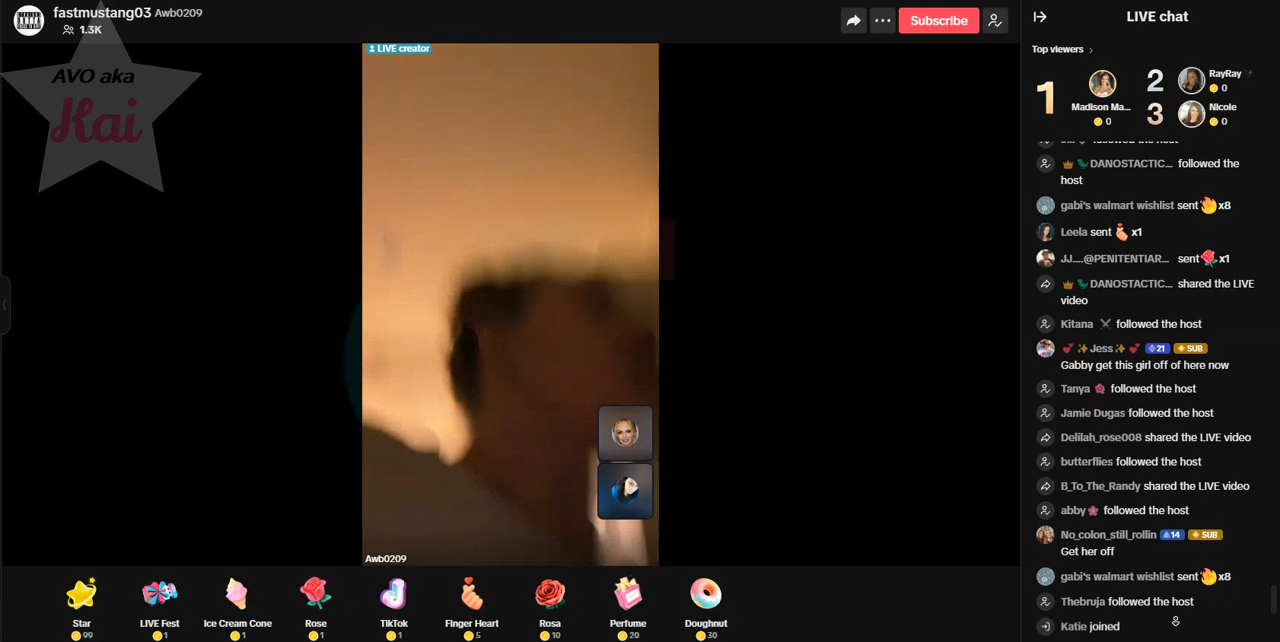 fastmustang03 Awb0209
1.3K
Subscribe
AVO aka
Kai
LIVE creator
Awb0209
Star
99
LIVE Fest
1
Ice Cream Cone
1
Rose
1
TikTok
1
Finger Heart
5
Rosa
10
Perfume
20
Doughnut
30
LIVE chat
Top viewers
1
Madison Ma...
0
2
RayRay
0
3
Nicole
0
followed the host
DANOSTACTIC... followed the
host
gabi's walmart wishlist sent x8
Leela sent x1
JJ....@PENITENTIAR... sent x1
DANOSTACTIC... shared the LIVE
video
Kitana followed the host
Jess 21 SUB
Gabby get this girl off of here now
Tanya followed the host
Jamie Dugas followed the host
Delilah_rose008 shared the LIVE video
butterflies followed the host
B_To_The_Randy shared the LIVE video
abby followed the host
No_colon_still_rollin 14 SUB
Get her off
gabi's walmart wishlist sent x8
Thebruja followed the host
Katie joined